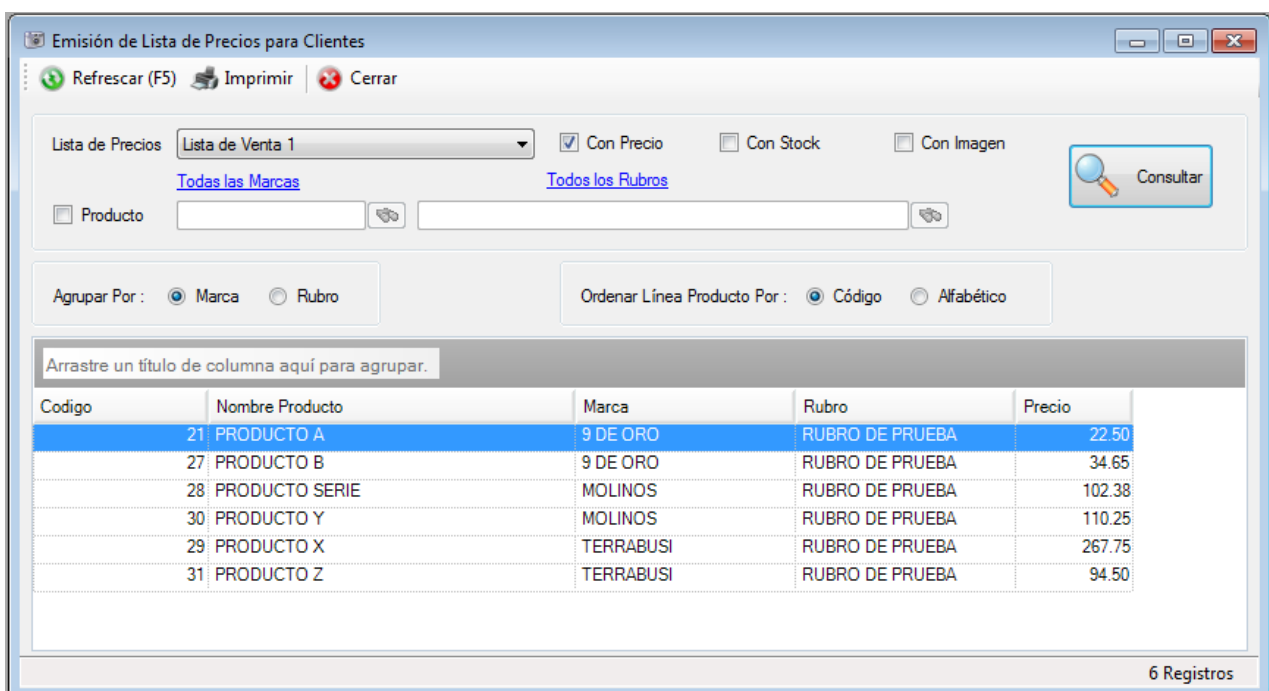 Emisión de Lista de Precios para Clientes
Refrescar (F5) Imprimir Cerrar
Lista de Precios Lista de Venta 1 Con Precio Con Stock Con Imagen
Consultar
Todas las Marcas Todos los Rubros
Producto
Agrupar Por : Marca Rubro Ordenar Línea Producto Por : Código Alfabético
Arrastre un título de columna aquí para agrupar.
Codigo Nombre Producto Marca Rubro Precio
21 PRODUCTO A 9 DE ORO RUBRO DE PRUEBA 22.50
27 PRODUCTO B 9 DE ORO RUBRO DE PRUEBA 34.65
28 PRODUCTO SERIE MOLINOS RUBRO DE PRUEBA 102.38
30 PRODUCTO Y MOLINOS RUBRO DE PRUEBA 110.25
29 PRODUCTO X TERRABUSI RUBRO DE PRUEBA 267.75
31 PRODUCTO Z TERRABUSI RUBRO DE PRUEBA 94.50
6 Registros